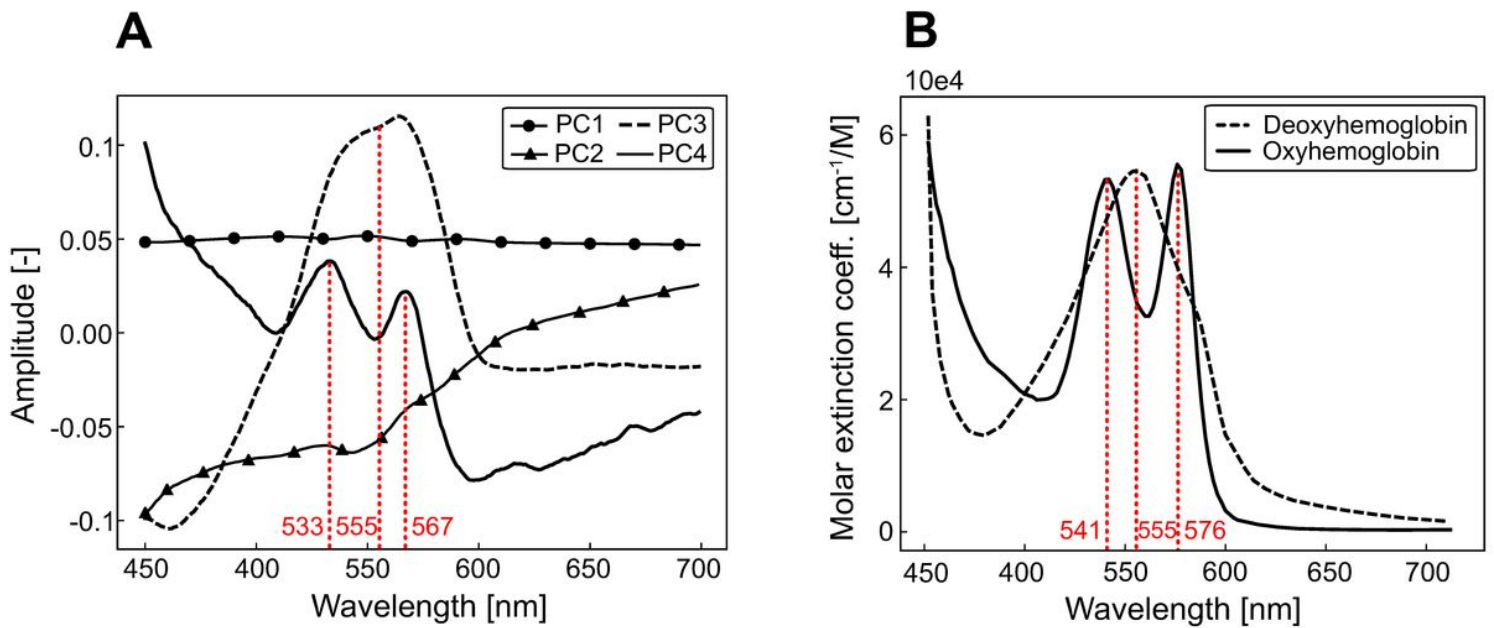 A
B
10e4
PC1 PC3
PC2 PC4
Deoxyhemoglobin
Oxyhemoglobin
0.1
0.05
0.00
-0.05
-0.1
Amplitude [-]
533 555 567
450 400 550 600 650 700
Wavelength [nm]
6
4
2
0
Molar extinction coeff. [cm⁻¹/M]
541 555 576
450 400 550 600 650 700
Wavelength [nm]